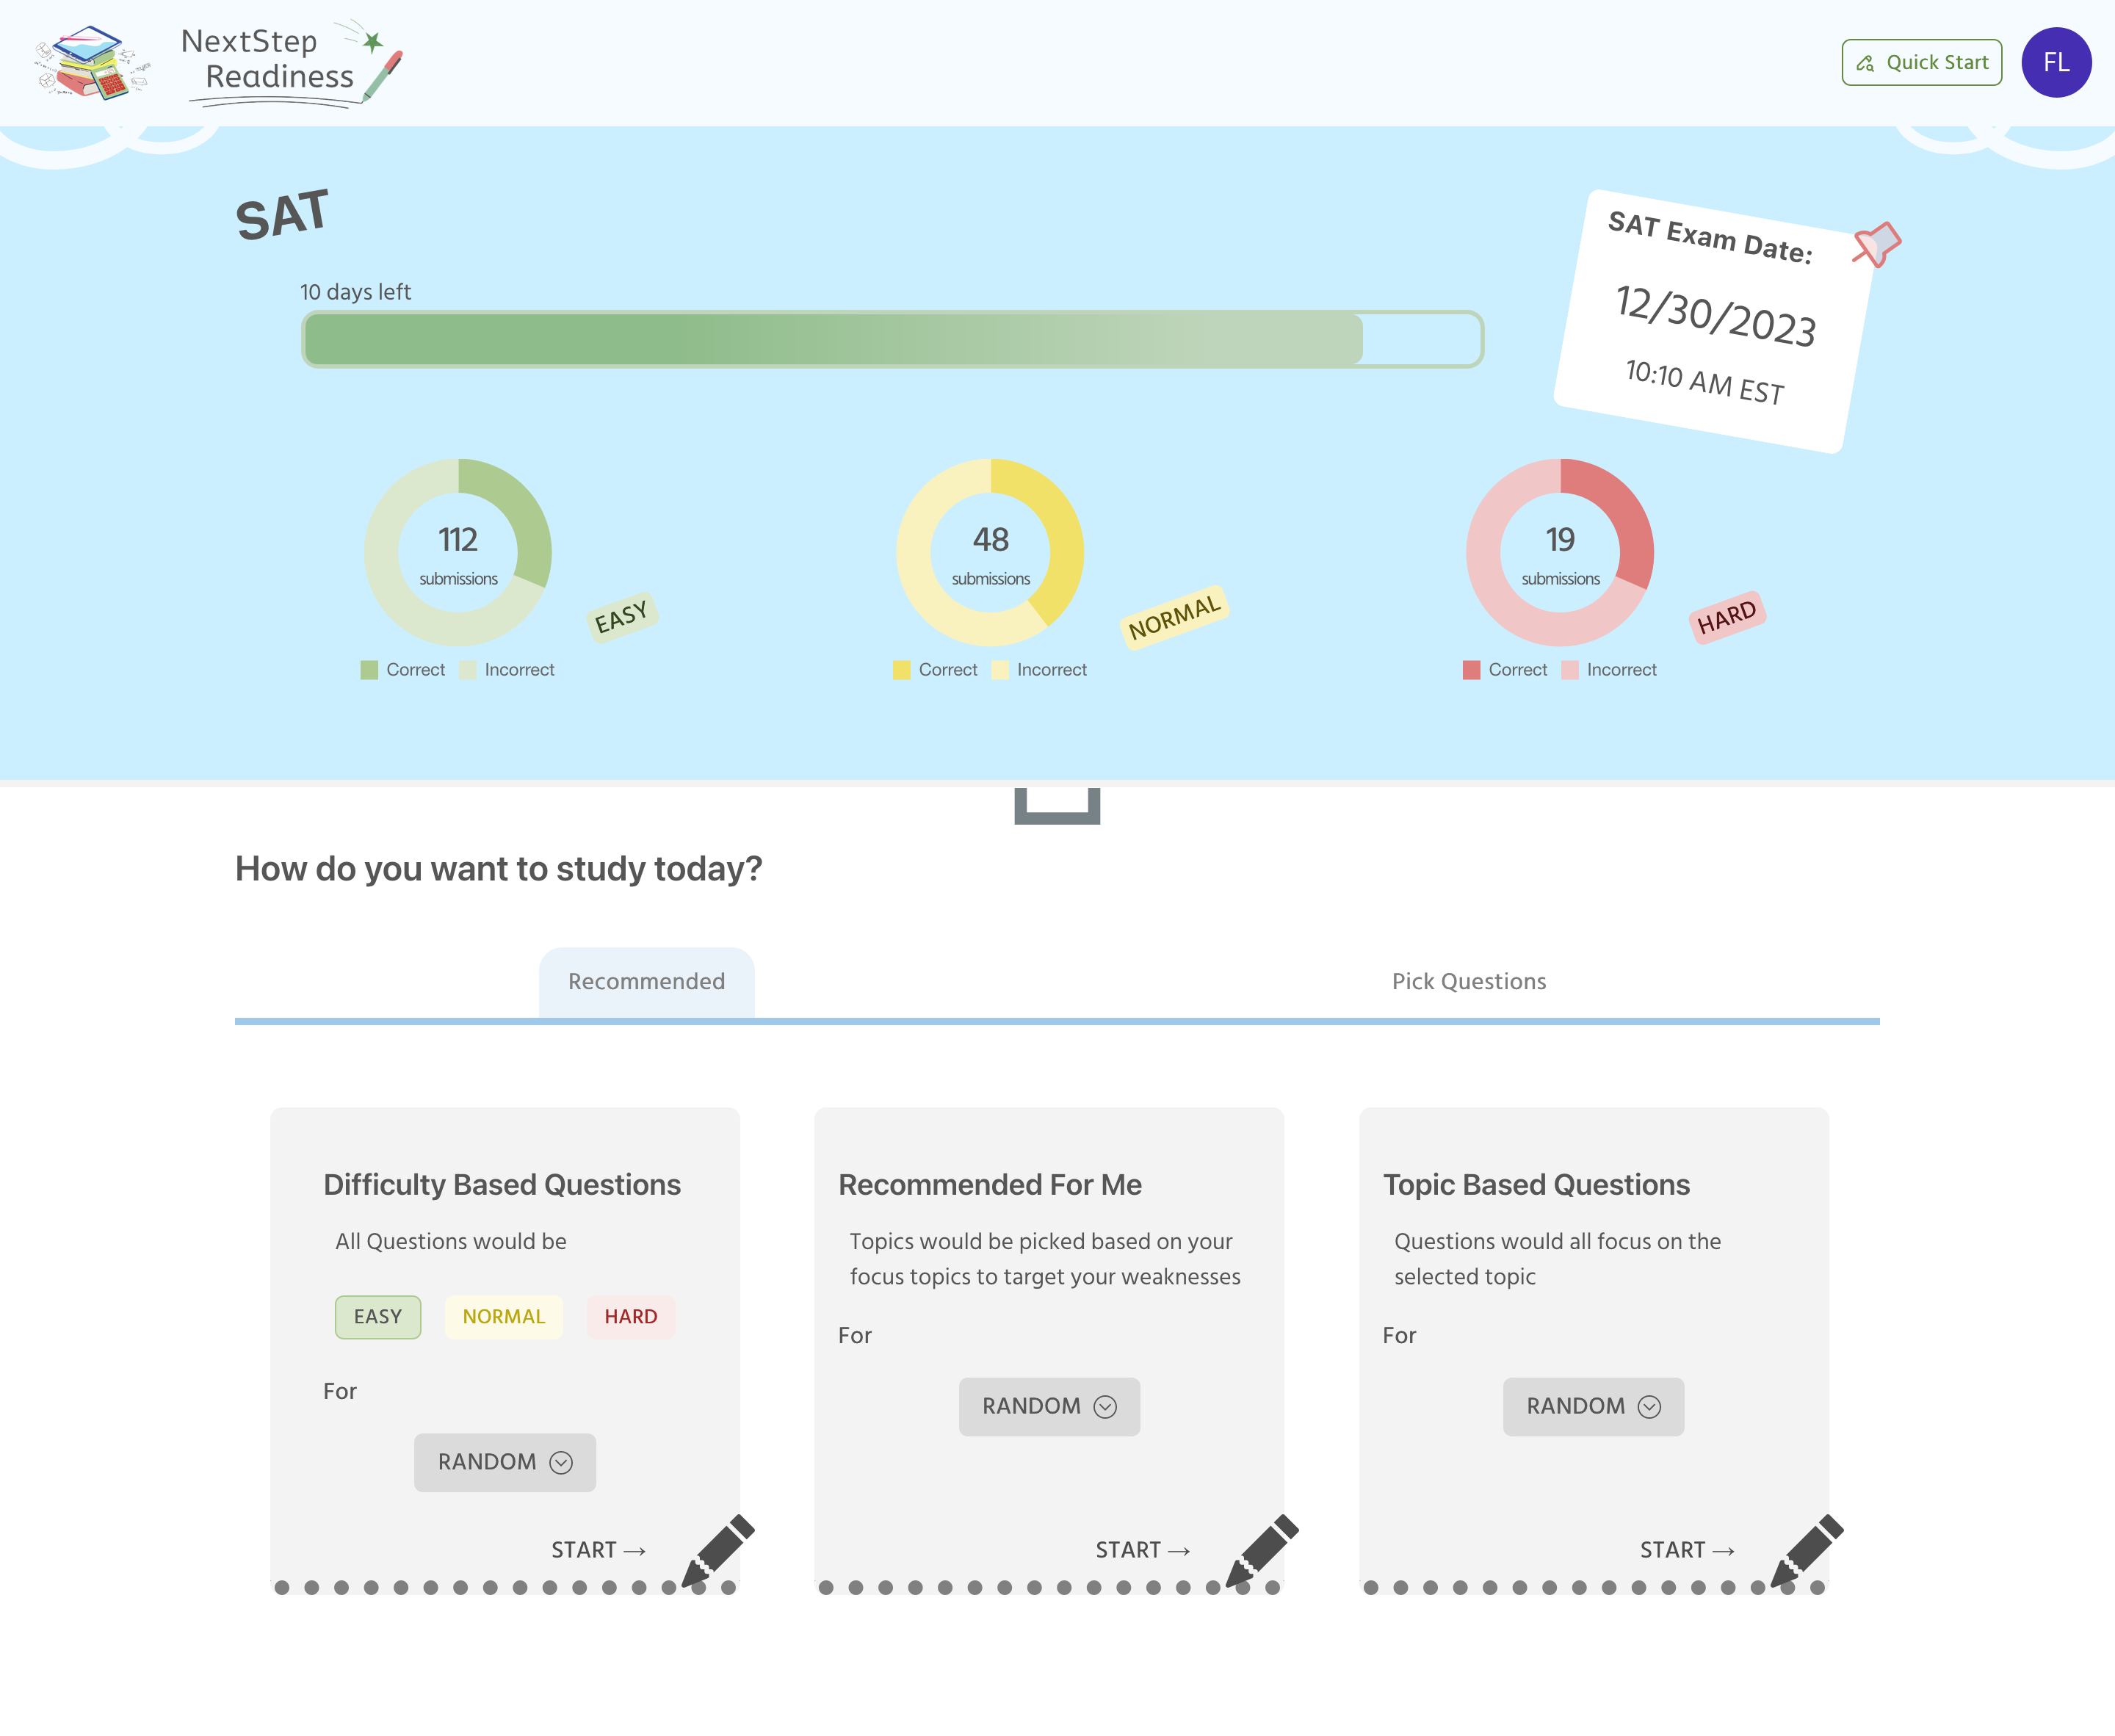 NextStep
Readiness
Quick Start
FL
SAT
SAT Exam Date:
12/30/2023
10:10 AM EST
10 days left
112
submissions
EASY
Correct Incorrect
48
submissions
NORMAL
Correct Incorrect
19
submissions
HARD
Correct Incorrect
How do you want to study today?
Recommended
Pick Questions
Difficulty Based Questions
All Questions would be
EASY NORMAL HARD
For
RANDOM
START →
Recommended For Me
Topics would be picked based on your
focus topics to target your weaknesses
For
RANDOM
START →
Topic Based Questions
Questions would all focus on the
selected topic
For
RANDOM
START →